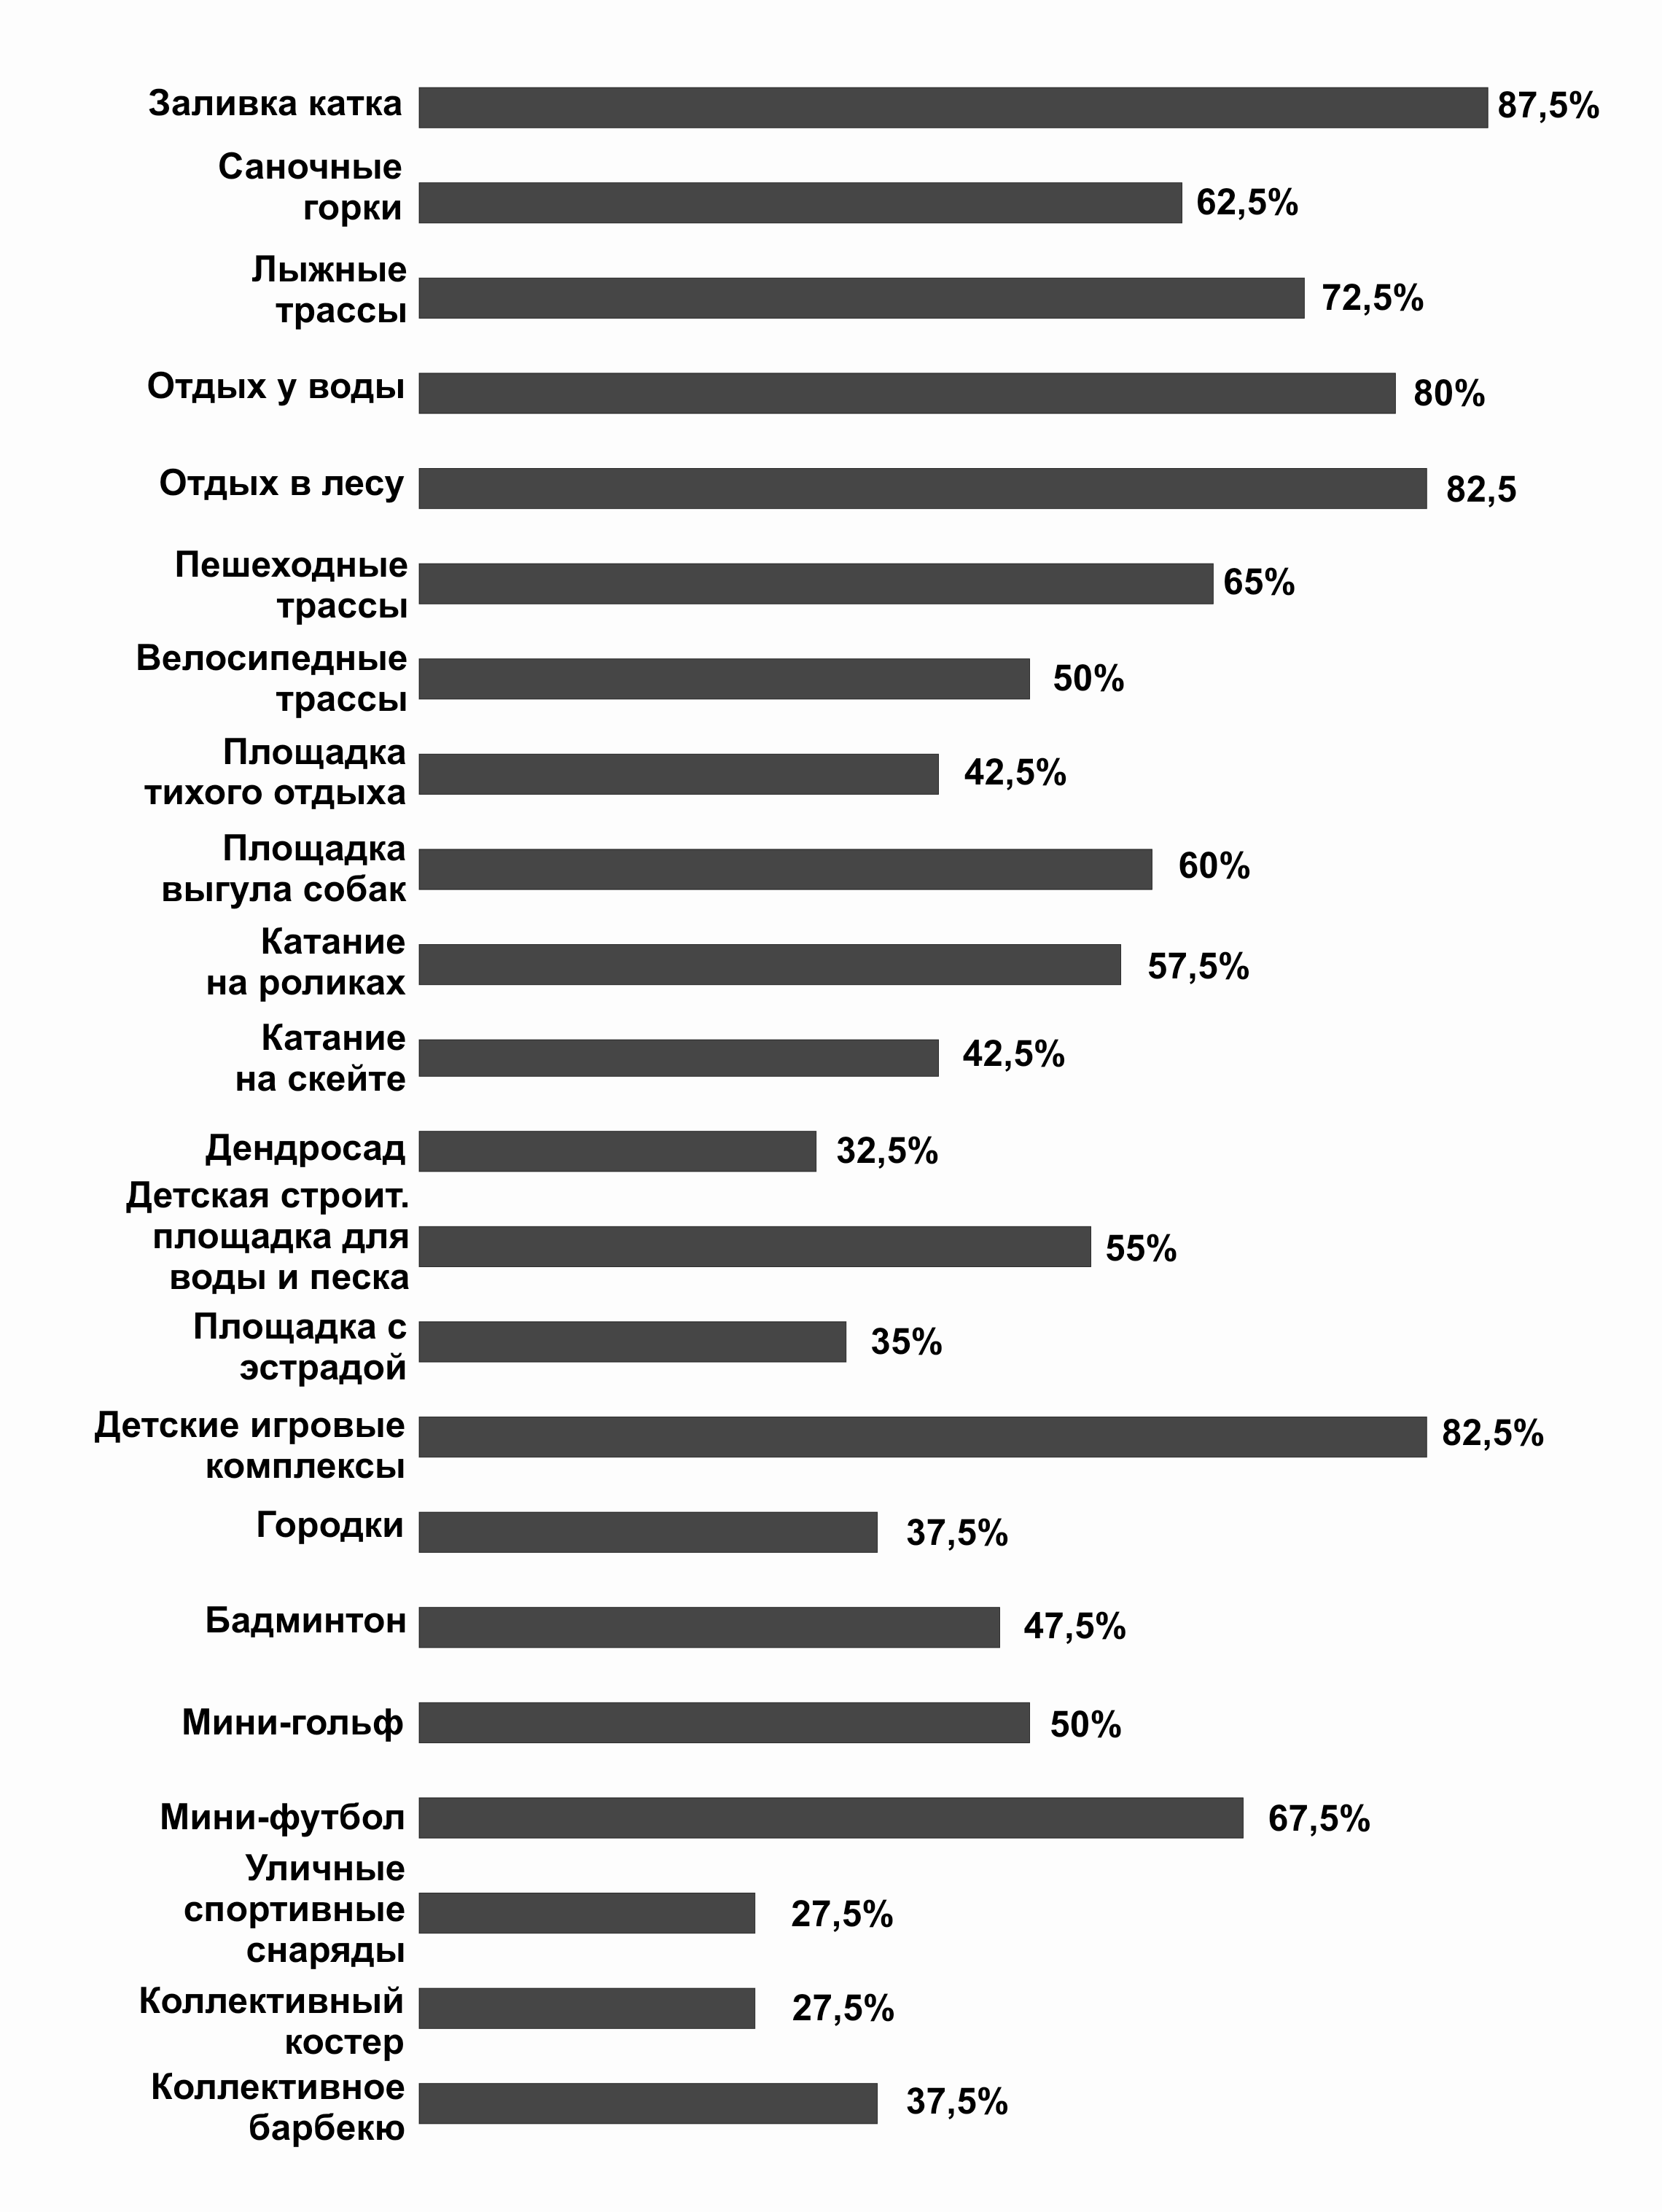 Заливка катка
87,5%
Саночные
горки
62,5%
Лыжные
трассы
72,5%
Отдых у воды
80%
Отдых в лесу
82,5
Пешеходные
трассы
65%
Велосипедные
трассы
50%
Площадка
тихого отдыха
42,5%
Площадка
выгула собак
60%
Катание
на роликах
57,5%
Катание
на скейте
42,5%
Дендросад
32,5%
Детская строит.
площадка для
воды и песка
55%
Площадка с
эстрадой
35%
Детские игровые
комплексы
82,5%
Городки
37,5%
Бадминтон
47,5%
Мини-гольф
50%
Мини-футбол
67,5%
Уличные
спортивные
снаряды
27,5%
Коллективный
костер
27,5%
Коллективное
барбекю
37,5%